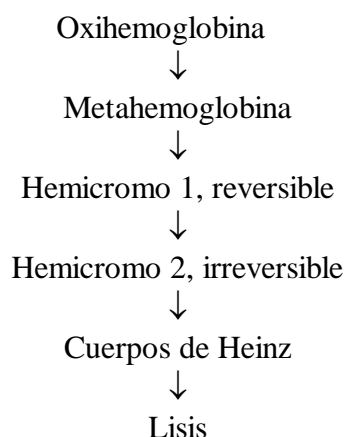 Oxihemoglobina
↓
Metahemoglobina
↓
Hemicromo 1, reversible
↓
Hemicromo 2, irreversible
↓
Cuerpos de Heinz
↓
Lisis